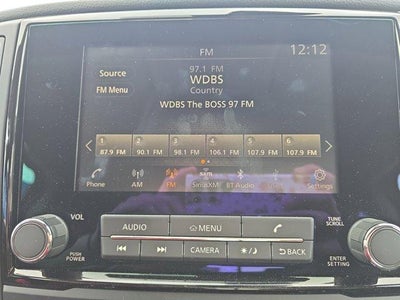 FM
12:12
97.1 FM
Source
WDBS
FM Menu
Country
WDBS The BOSS 97 FM
1 2 3 4 5 6
87.9 FM 90.1 FM 98.1 FM 106.1 FM 107.9 FM 107.9 FM
Phone AM FM SiriusXM BT Audio Settings
VOL
AUDIO MENU
TUNE
SCROLL
CAMERA BACK
PUSH
POWER
ENTER
SETTING